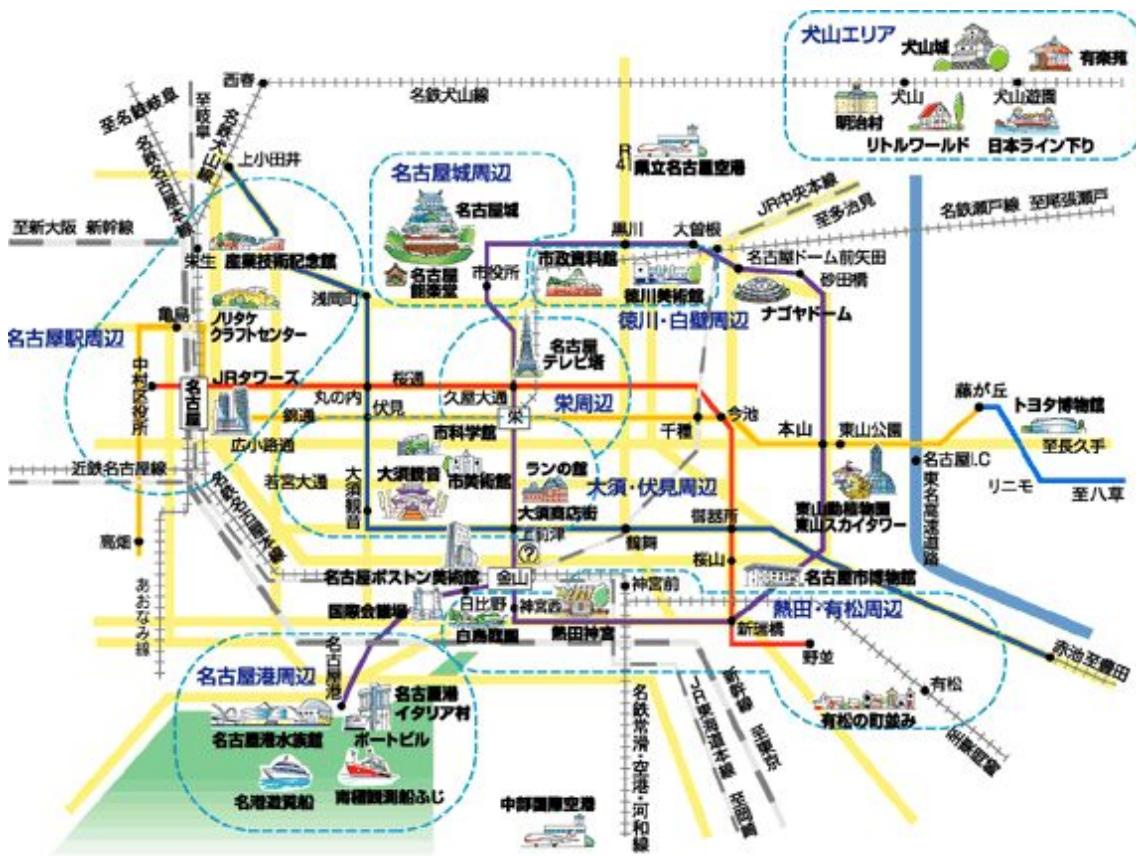 犬山エリア
犬山城
有楽苑
西春
名鉄犬山線
犬山
犬山遊園
明治村
リトルワールド
日本ライン下り
至名鉄岐阜
至岐阜
名鉄犬山線
名鉄名古屋本線
上小田井
県立名古屋空港
名古屋城周辺
名古屋城
名古屋
能楽堂
JR中央本線
至多治見
名鉄瀬戸線 至尾張瀬戸
至新大阪 新幹線
栄生
産業技術記念館
市役所
黒川
大曽根
名古屋ドーム前矢田
砂田橋
市政資料館
徳川美術館
ナゴヤドーム
徳川・白壁周辺
浅間町
ノリタケ
クラフトセンター
亀島
名古屋駅周辺
中村区役所
名古屋
JRタワーズ
丸の内
桜通
久屋大通
名古屋
テレビ塔
栄周辺
錦通
伏見
栄
千種
今池
本山
東山公園
藤が丘
トヨタ博物館
至長久手
広小路通
市科学館
名古屋I.C
リニモ
至八草
近鉄名古屋線
若宮大通
大須観音
大須観音
市美術館
ランの館
大須・伏見周辺
大須商店街
上前津
鶴舞
御器所
東山動植物園
東山スカイタワー
東名高速道路
高畑
あおなみ線
桜山
名古屋ボストン美術館
金山
?
神宮前
名古屋市博物館
国際会議場
日比野
神宮西
白鳥庭園
熱田神宮
熱田・有松周辺
新瑞橋
野並
赤池至豊田
有松
有松の町並み
名古屋港周辺
名古屋港
名古屋港
イタリア村
名古屋港水族館
ポートビル
名港遊覧船
南極観測船ふじ
名鉄常滑・空港・河和線
新幹線 至東京
JR東海道本線
中部国際空港